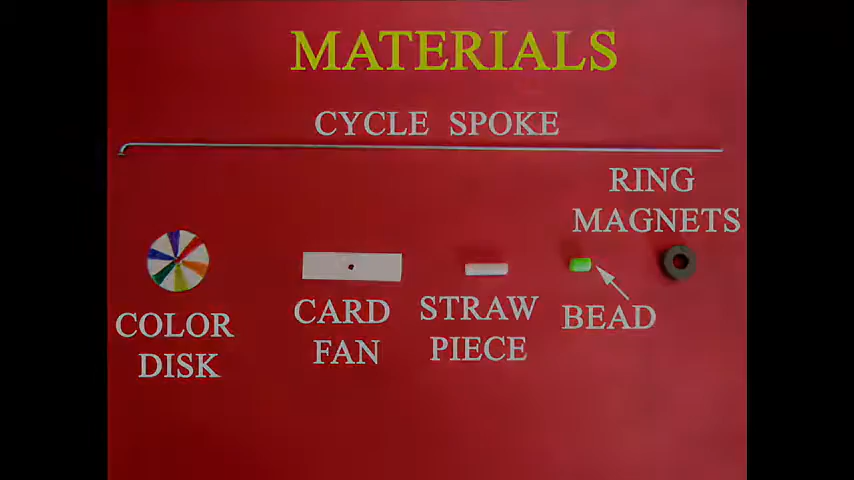 MATERIALS
CYCLE SPOKE
RING
MAGNETS
COLOR
DISK
CARD
FAN
STRAW
PIECE
BEAD